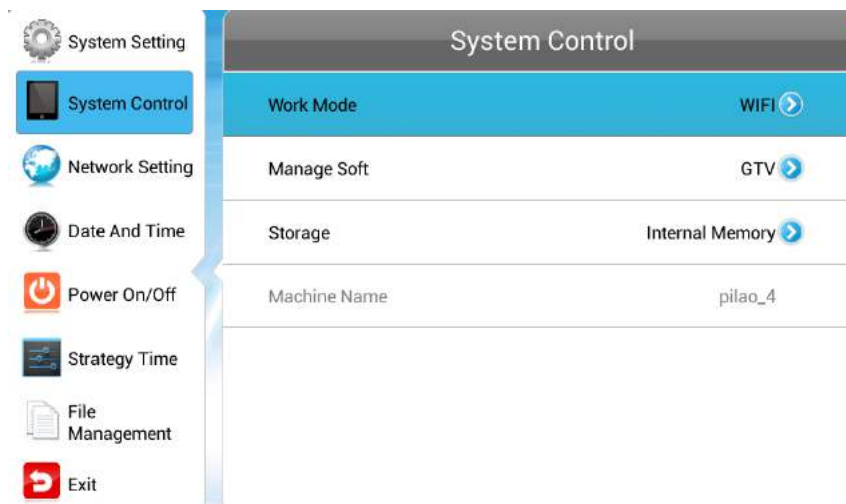 System Setting
System Control
Network Setting
Date And Time
Power On/Off
Strategy Time
File
Management
Exit
System Control
Work Mode WIFI
Manage Soft GTV
Storage Internal Memory
Machine Name pilao_4